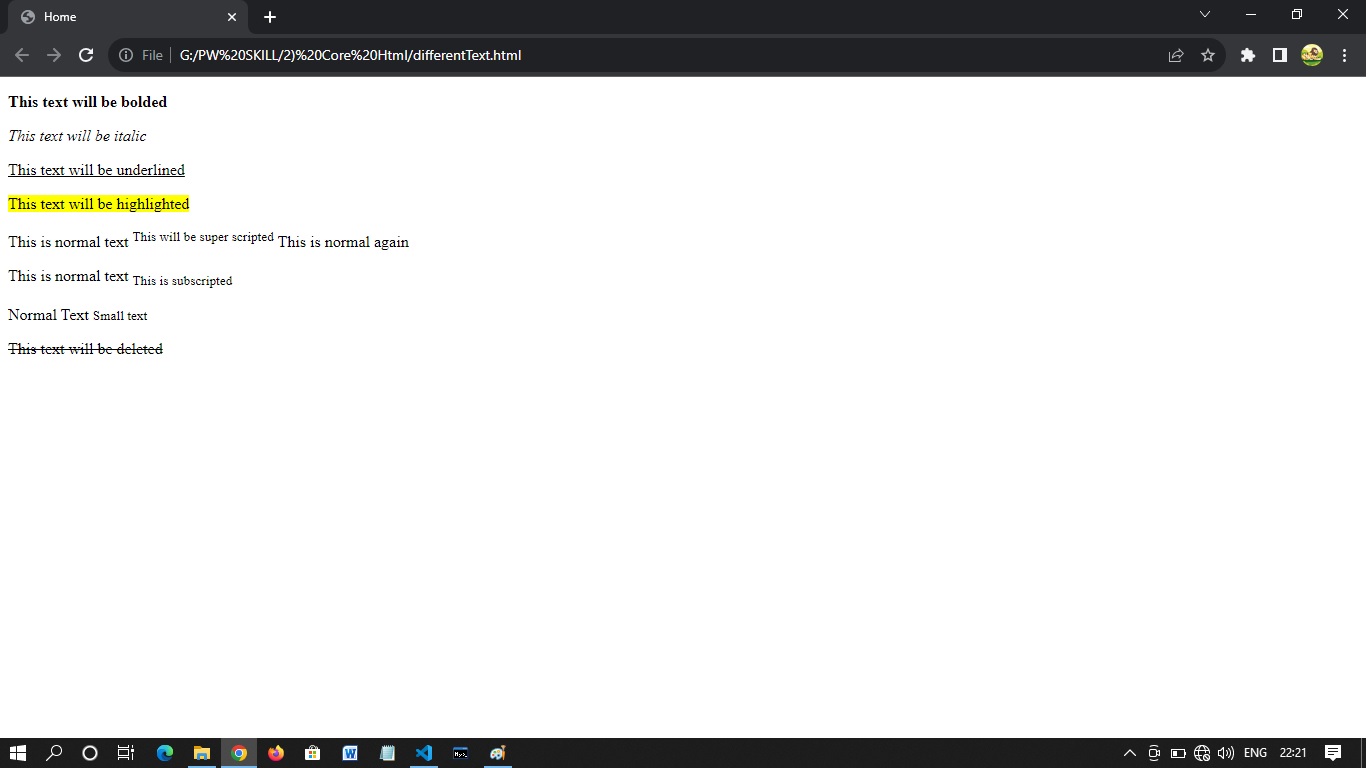 Home
File
G:/PW%20SKILL/2)%20Core%20Html/differentText.html
This text will be bolded
This text will be italic
This text will be underlined
This text will be highlighted
This is normal text This will be super scripted This is normal again
This is normal text This is subscripted
Normal Text Small text
This text will be deleted
ENG 22:21